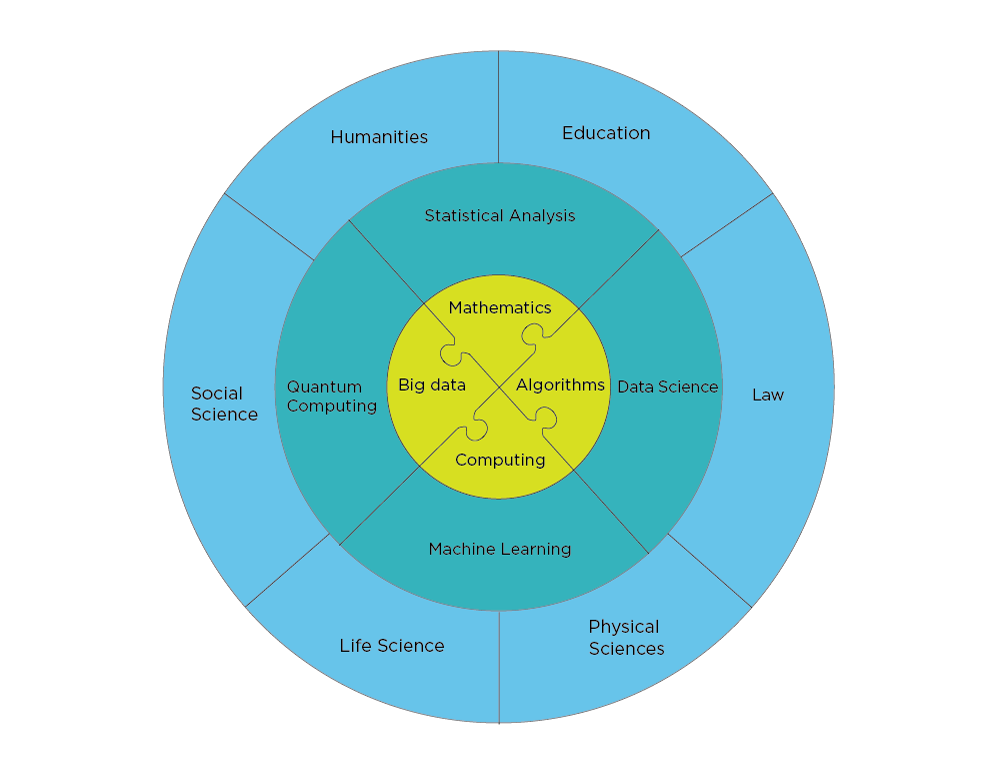 Humanities
Education
Statistical Analysis
Mathematics
Big data
Algorithms
Quantum
Computing
Data Science
Social
Science
Law
Computing
Machine Learning
Life Science
Physical
Sciences